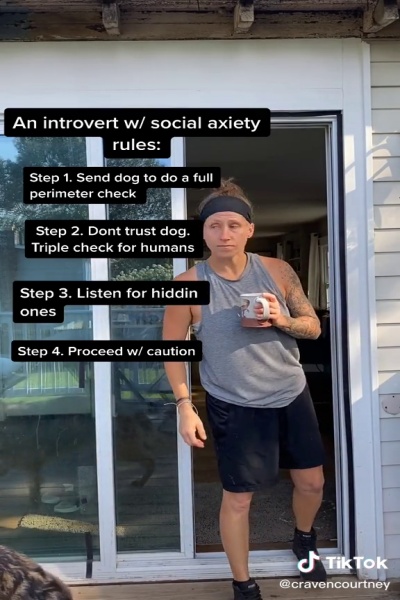 An introvert w/ social axiety
rules:
Step 1. Send dog to do a full
perimeter check
Step 2. Dont trust dog.
Triple check for humans
Step 3. Listen for hiddin
ones
Step 4. Proceed w/ caution
TikTok
@cravencourtney